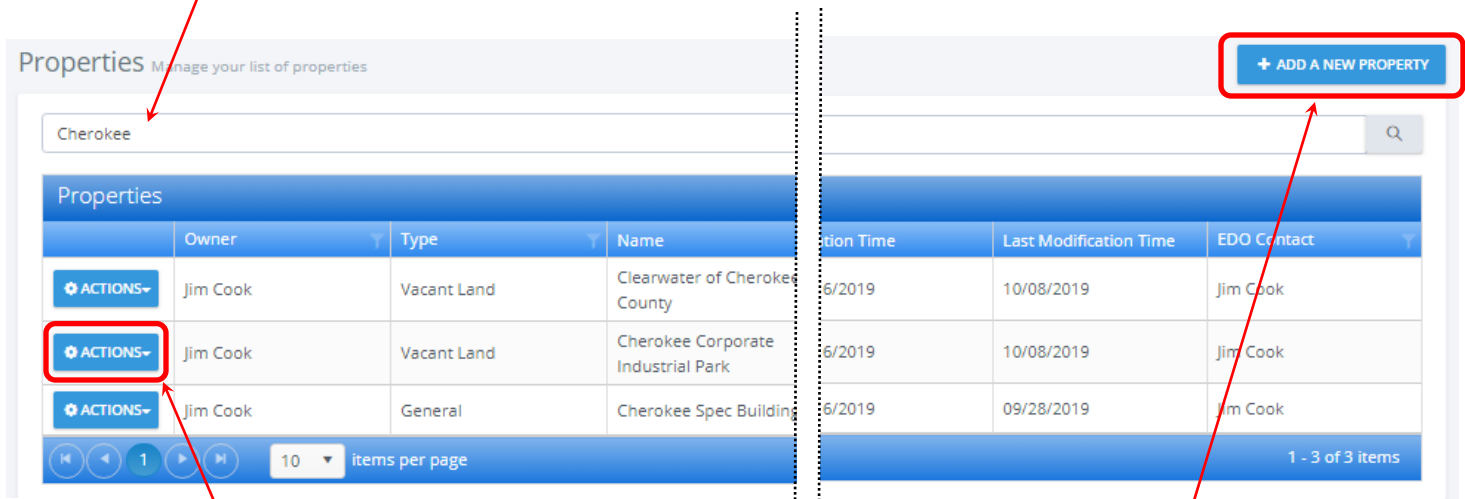 Properties Manage your list of properties
+ ADD A NEW PROPERTY
Cherokee
Properties
Owner Type Name tion Time Last Modification Time EDO Contact
ACTIONS Jim Cook Vacant Land Clearwater of Cherokee 6/2019 10/08/2019 Jim Cook
County
ACTIONS Jim Cook Vacant Land Cherokee Corporate 6/2019 10/08/2019 Jim Cook
Industrial Park
ACTIONS Jim Cook General Cherokee Spec Building 6/2019 09/28/2019 Jim Cook
1 10 items per page 1 - 3 of 3 items